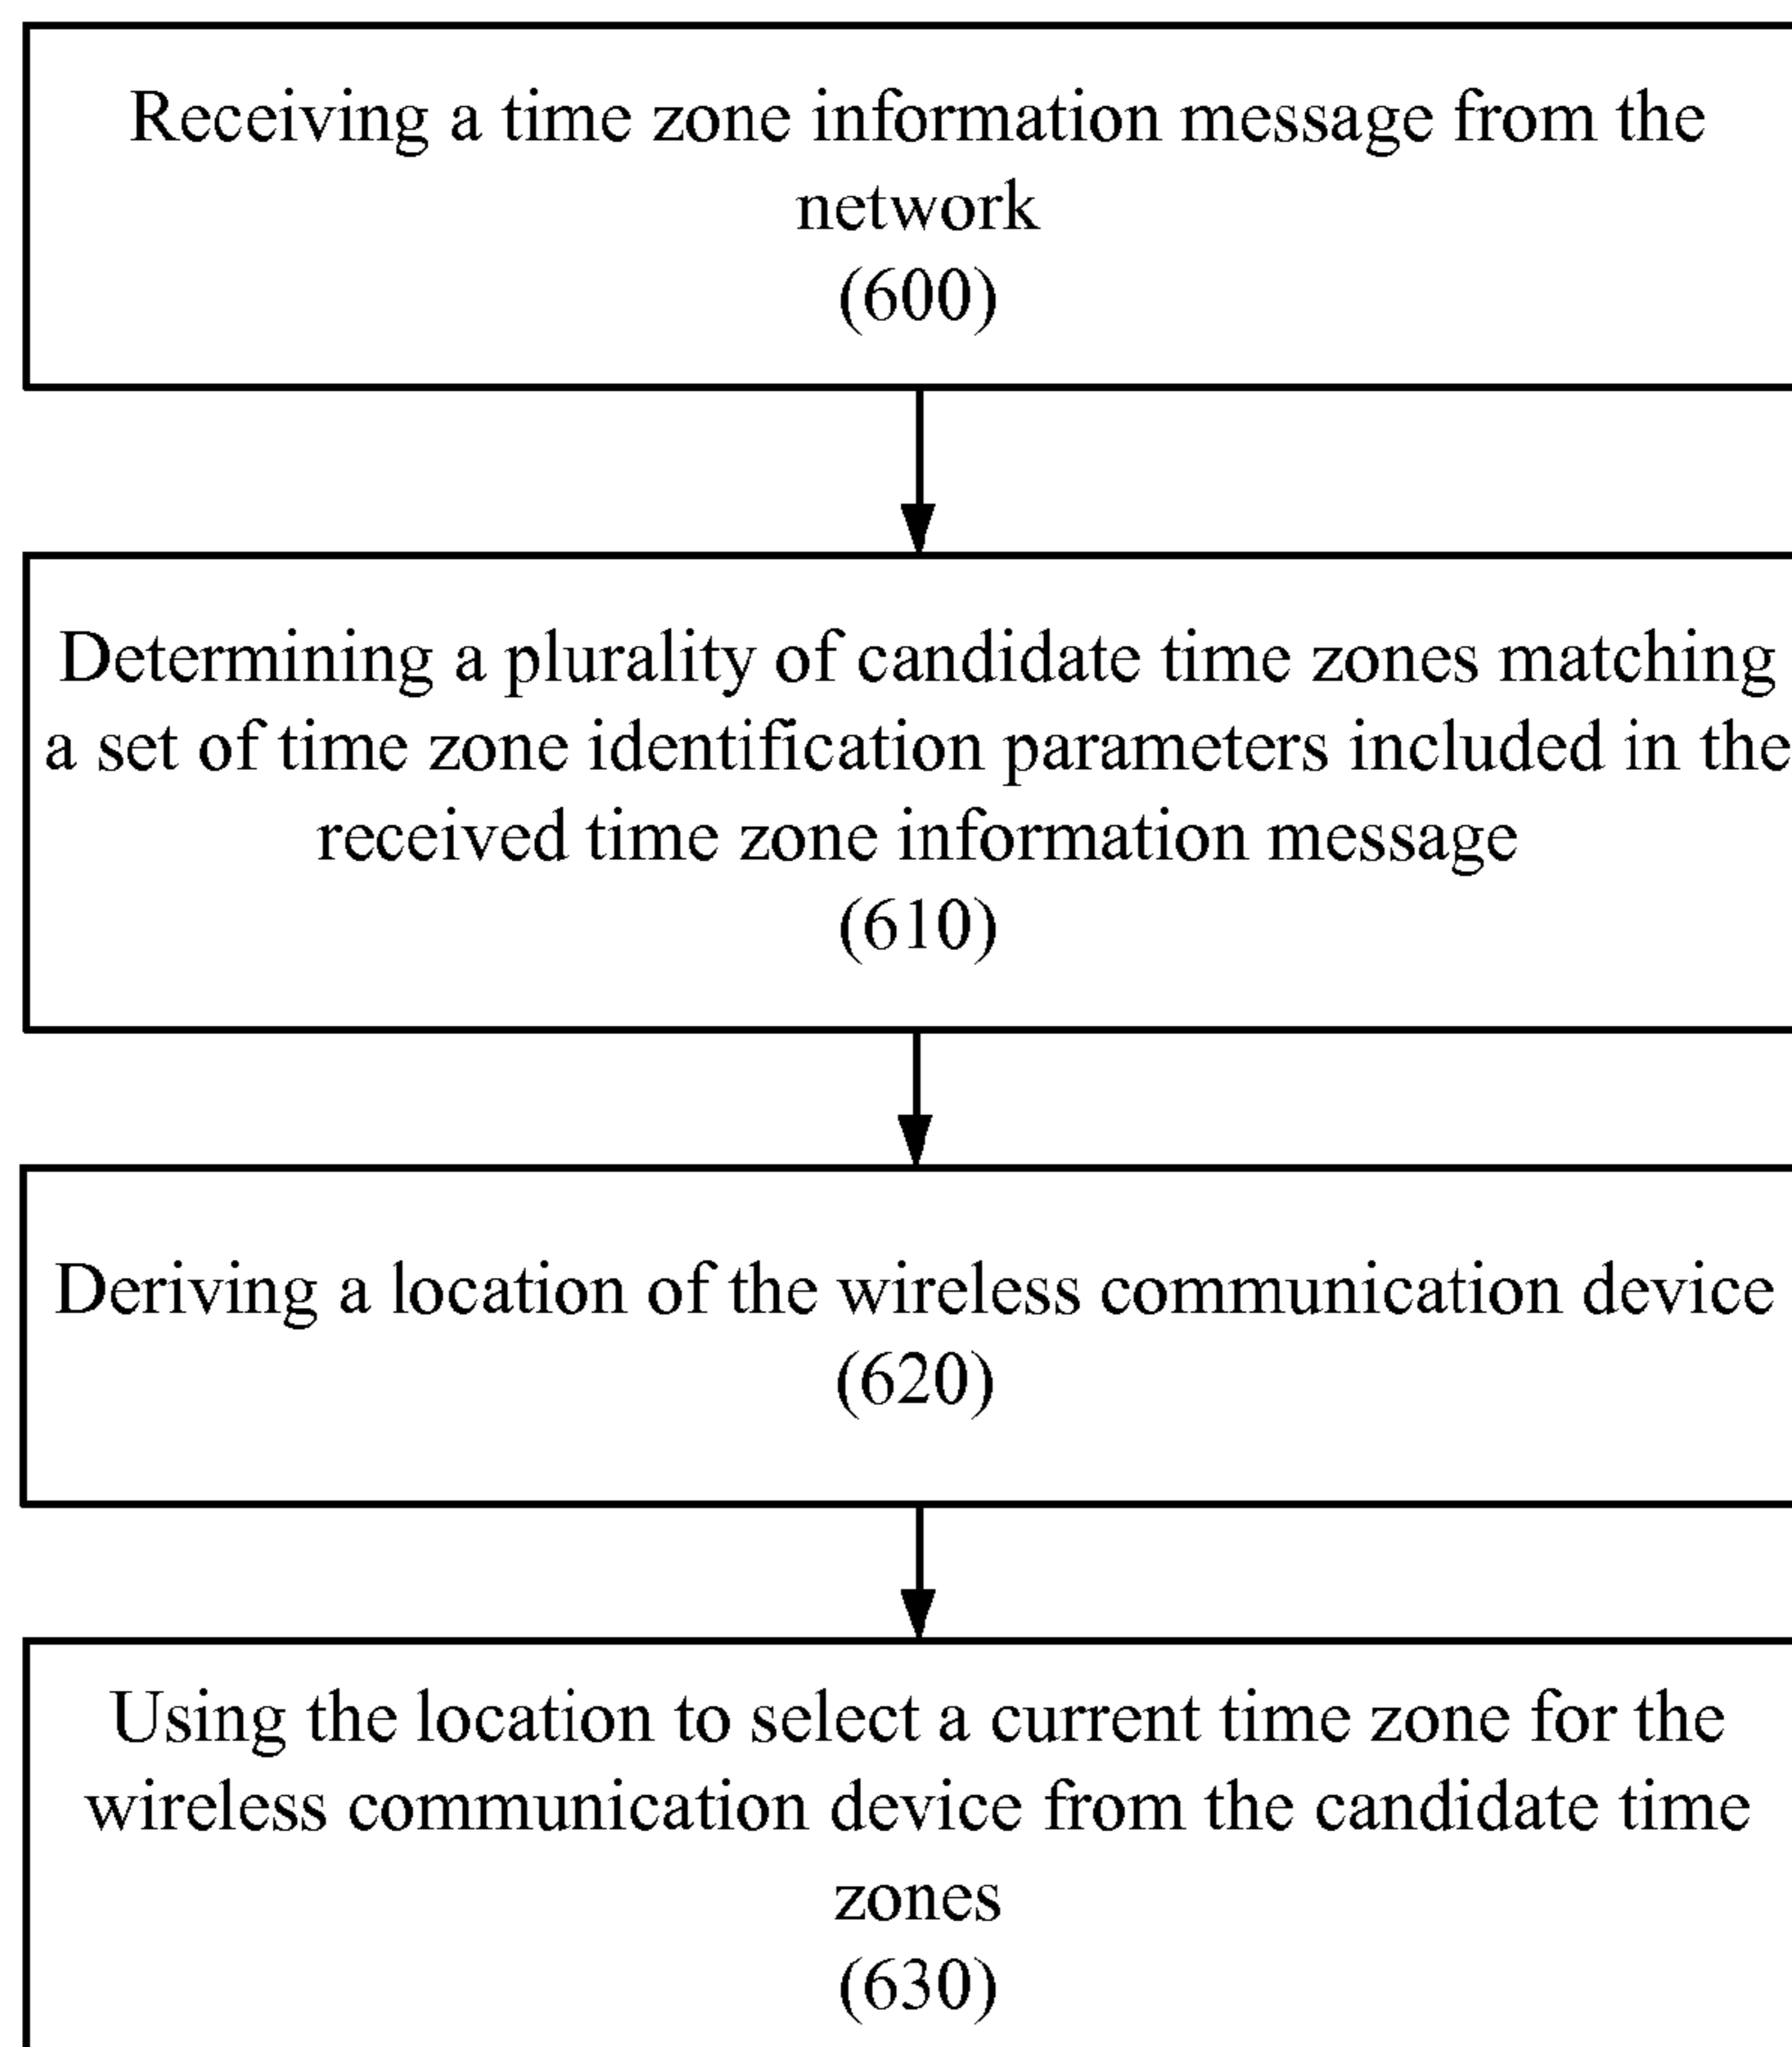 Receiving a time zone information message from the
network
(600)
Determining a plurality of candidate time zones matching
a set of time zone identification parameters included in the
received time zone information message
(610)
Deriving a location of the wireless communication device
(620)
Using the location to select a current time zone for the
wireless communication device from the candidate time
zones
(630)